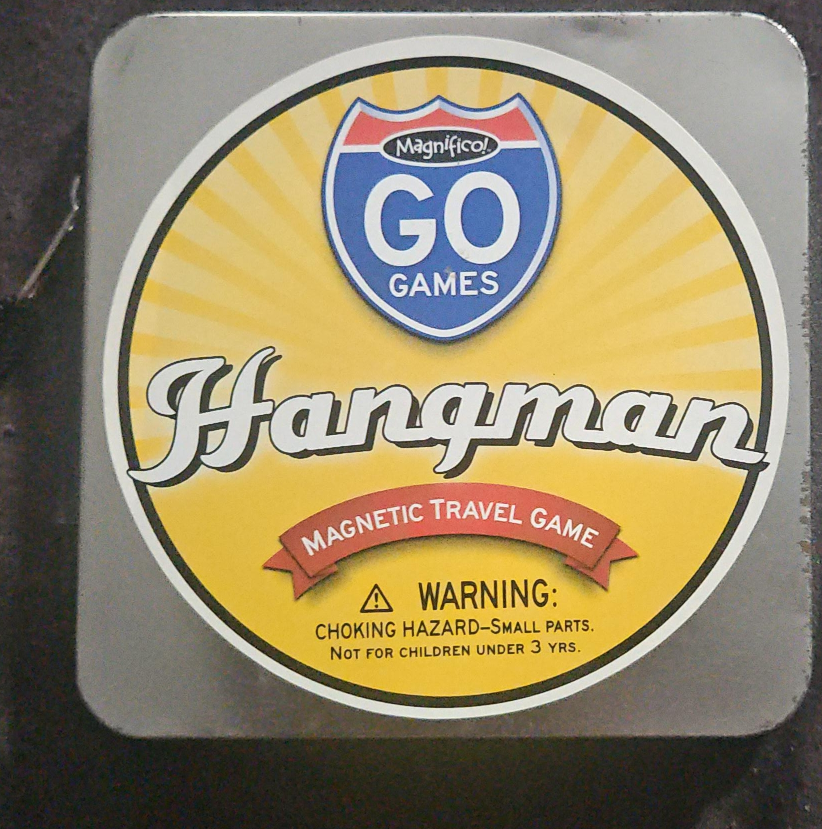 Magnifico!
GO
GAMES
Hangman
MAGNETIC TRAVEL GAME
⚠ WARNING:
CHOKING HAZARD–SMALL PARTS.
NOT FOR CHILDREN UNDER 3 YRS.